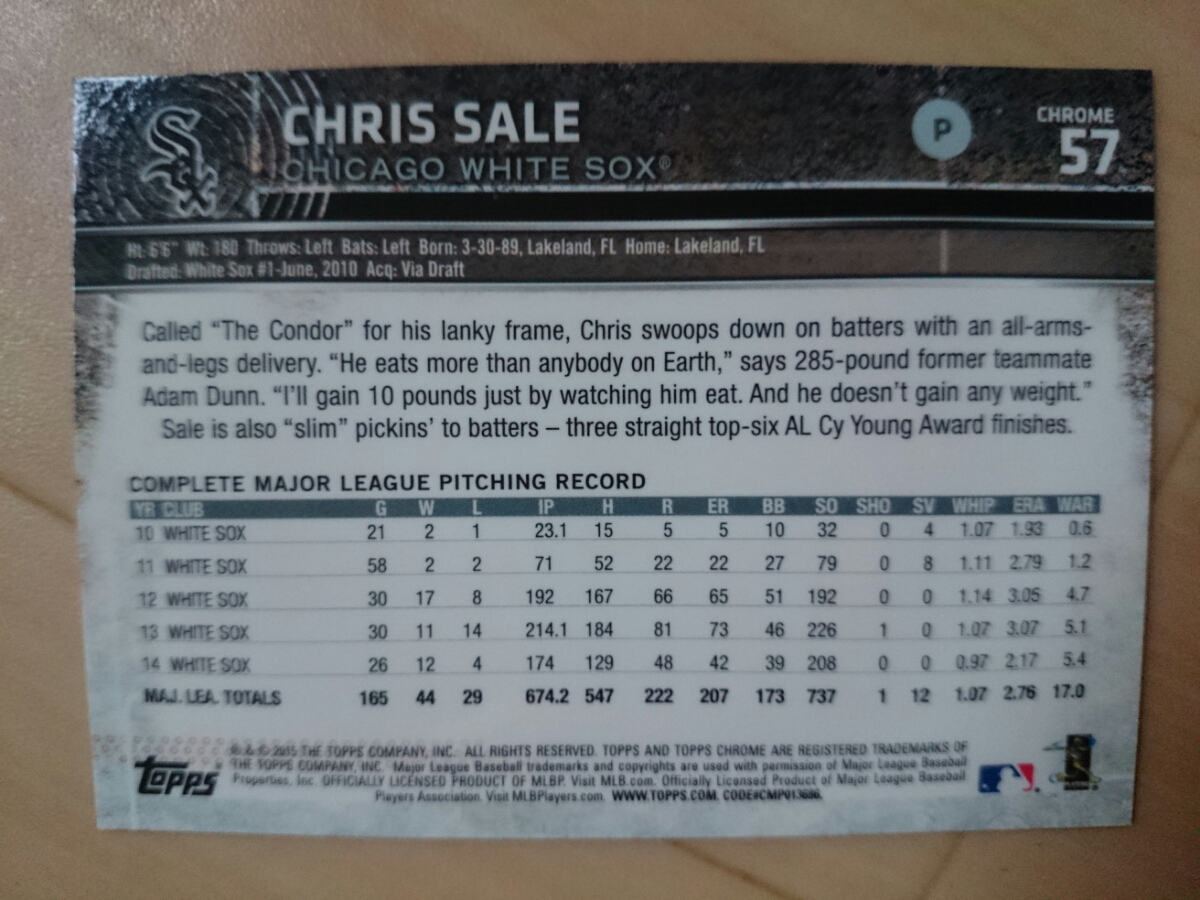 CHRIS SALE
CHICAGO WHITE SOX®
P
CHROME
57
Ht: 6'6" Wt: 180 Throws: Left Bats: Left Born: 3-30-89, Lakeland, FL Home: Lakeland, FL
Drafted: White Sox #1-June, 2010 Acq: Via Draft
Called "The Condor" for his lanky frame, Chris swoops down on batters with an all-arms-
and-legs delivery. "He eats more than anybody on Earth," says 285-pound former teammate
Adam Dunn. "I'll gain 10 pounds just by watching him eat. And he doesn't gain any weight."
Sale is also "slim" pickins' to batters – three straight top-six AL Cy Young Award finishes.
COMPLETE MAJOR LEAGUE PITCHING RECORD
YR CLUB G W L IP H R ER BB SO SHO SV WHIP ERA WAR
10 WHITE SOX 21 2 1 23.1 15 5 5 10 32 0 4 1.07 1.93 0.6
11 WHITE SOX 58 2 2 71 52 22 22 27 79 0 8 1.11 2.79 1.2
12 WHITE SOX 30 17 8 192 167 66 65 51 192 0 0 1.14 3.05 4.7
13 WHITE SOX 30 11 14 214.1 184 81 73 46 226 1 0 1.07 3.07 5.1
14 WHITE SOX 26 12 4 174 129 48 42 39 208 0 0 0.97 2.17 5.4
MAJ. LEA. TOTALS 165 44 29 674.2 547 222 207 173 737 1 12 1.07 2.76 17.0
® & © 2015 THE TOPPS COMPANY, INC. ALL RIGHTS RESERVED. TOPPS AND TOPPS CHROME ARE REGISTERED TRADEMARKS OF
THE TOPPS COMPANY, INC. Major League Baseball trademarks and copyrights are used with permission of Major League Baseball
Properties, Inc. OFFICIALLY LICENSED PRODUCT OF MLBP. Visit MLB.com. Officially Licensed Product of Major League Baseball
Players Association. Visit MLBPlayers.com. WWW.TOPPS.COM. CODE#CMP013686.
TOPPS